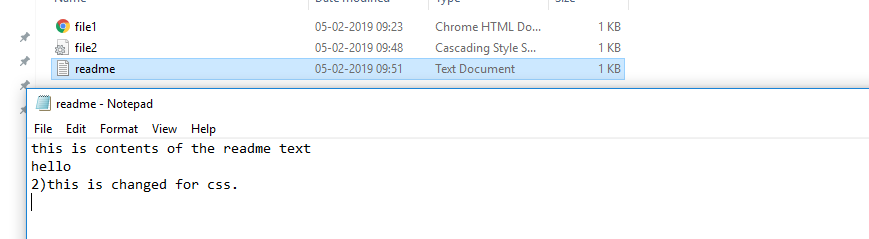 Name Date modified Type Size
file1 05-02-2019 09:23 Chrome HTML Do... 1 KB
file2 05-02-2019 09:48 Cascading Style S... 1 KB
readme 05-02-2019 09:51 Text Document 1 KB
readme - Notepad
File Edit Format View Help
this is contents of the readme text
hello
2)this is changed for css.